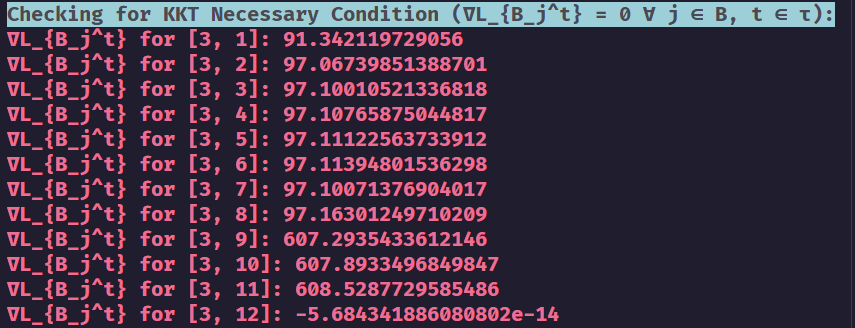 Checking for KKT Necessary Condition (∇L_{B_j^t} = 0 ∀ j ∈ B, t ∈ τ):
∇L_{B_j^t} for [3, 1]: 91.342119729056
∇L_{B_j^t} for [3, 2]: 97.06739851388701
∇L_{B_j^t} for [3, 3]: 97.10010521336818
∇L_{B_j^t} for [3, 4]: 97.10765875044817
∇L_{B_j^t} for [3, 5]: 97.11122563733912
∇L_{B_j^t} for [3, 6]: 97.11394801536298
∇L_{B_j^t} for [3, 7]: 97.10071376904017
∇L_{B_j^t} for [3, 8]: 97.16301249710209
∇L_{B_j^t} for [3, 9]: 607.2935433612146
∇L_{B_j^t} for [3, 10]: 607.8933496849847
∇L_{B_j^t} for [3, 11]: 608.5287729585486
∇L_{B_j^t} for [3, 12]: -5.684341886080802e-14